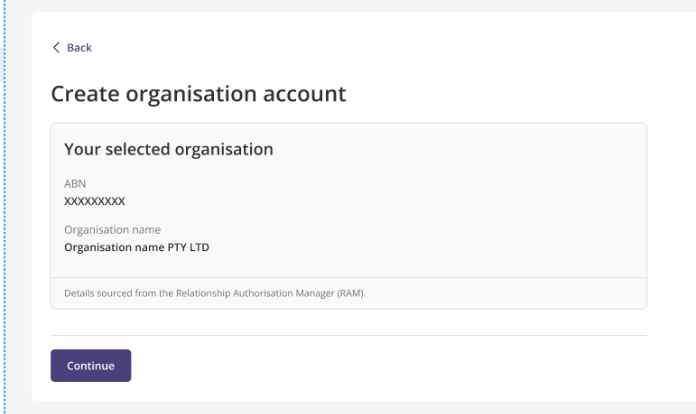 Back
Create organisation account
Your selected organisation
ABN
XXXXXXXXX
Organisation name
Organisation name PTY LTD
Details sourced from the Relationship Authorisation Manager (RAM).
Continue